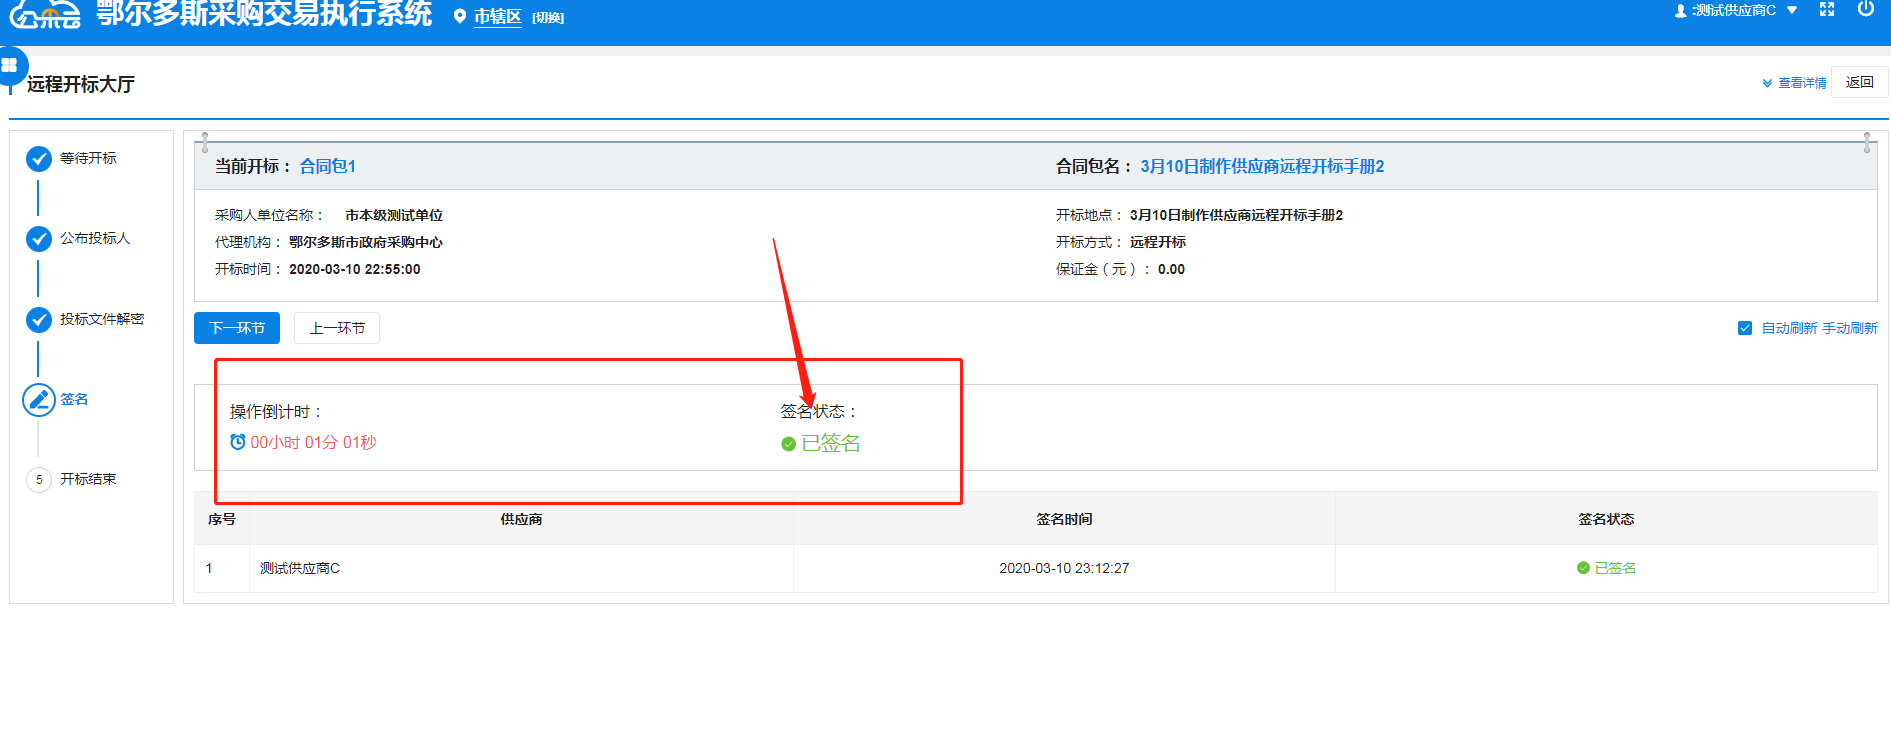 鄂尔多斯采购交易执行系统 市辖区 [切换] :测试供应商C
远程开标大厅 查看详情 返回
等待开标
公布投标人
投标文件解密
签名
5 开标结束
当前开标： 合同包1 合同包名： 3月10日制作供应商远程开标手册2
采购人单位名称： 市本级测试单位 开标地点： 3月10日制作供应商远程开标手册2
代理机构： 鄂尔多斯市政府采购中心 开标方式： 远程开标
开标时间： 2020-03-10 22:55:00 保证金（元）： 0.00
下一环节 上一环节 自动刷新 手动刷新
操作倒计时： 签名状态：
00小时 01分 01秒 已签名
序号 供应商 签名时间 签名状态
1 测试供应商C 2020-03-10 23:12:27 已签名